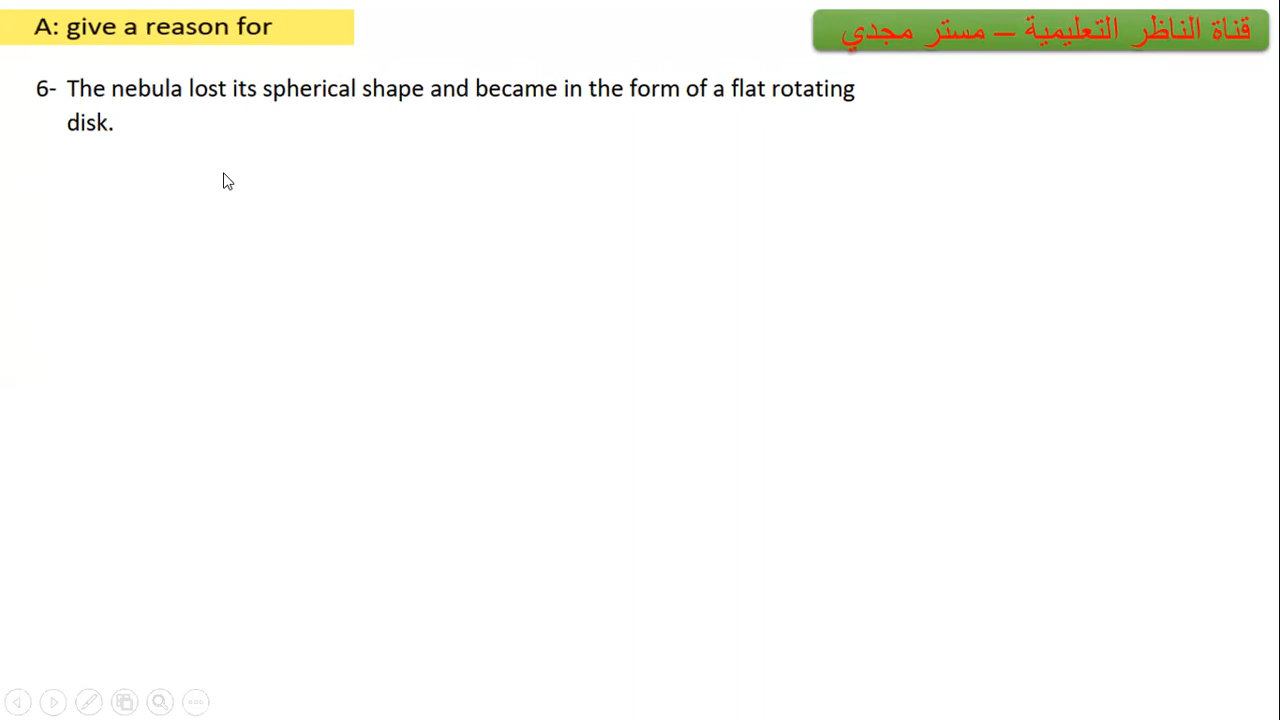 A: give a reason for
قناة الناظر التعليمية – مستر مجدي
6- The nebula lost its spherical shape and became in the form of a flat rotating
disk.